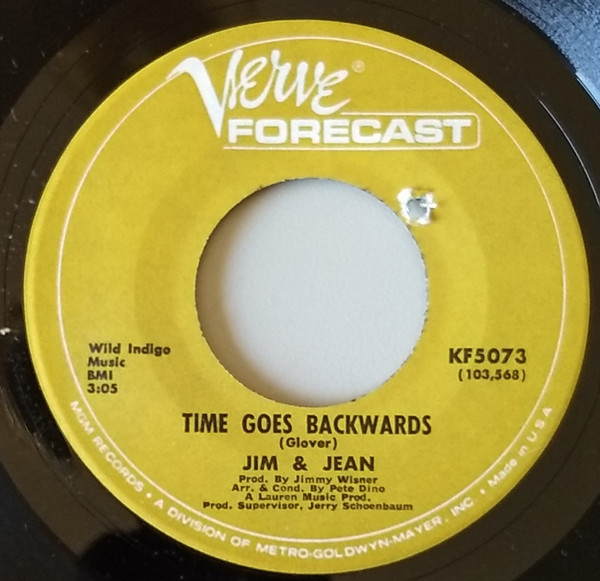 Verve®
FORECAST
Wild Indigo
Music
BMI
3:05
KF5073
(103,568)
TIME GOES BACKWARDS
(Glover)
JIM & JEAN
Prod. By Jimmy Wisner
Arr. & Cond. By Pete Dino
A Lauren Music Prod.
Prod. Supervisor, Jerry Schoenbaum
MGM RECORDS • A DIVISION OF METRO-GOLDWYN-MAYER, INC. • Made in U.S.A